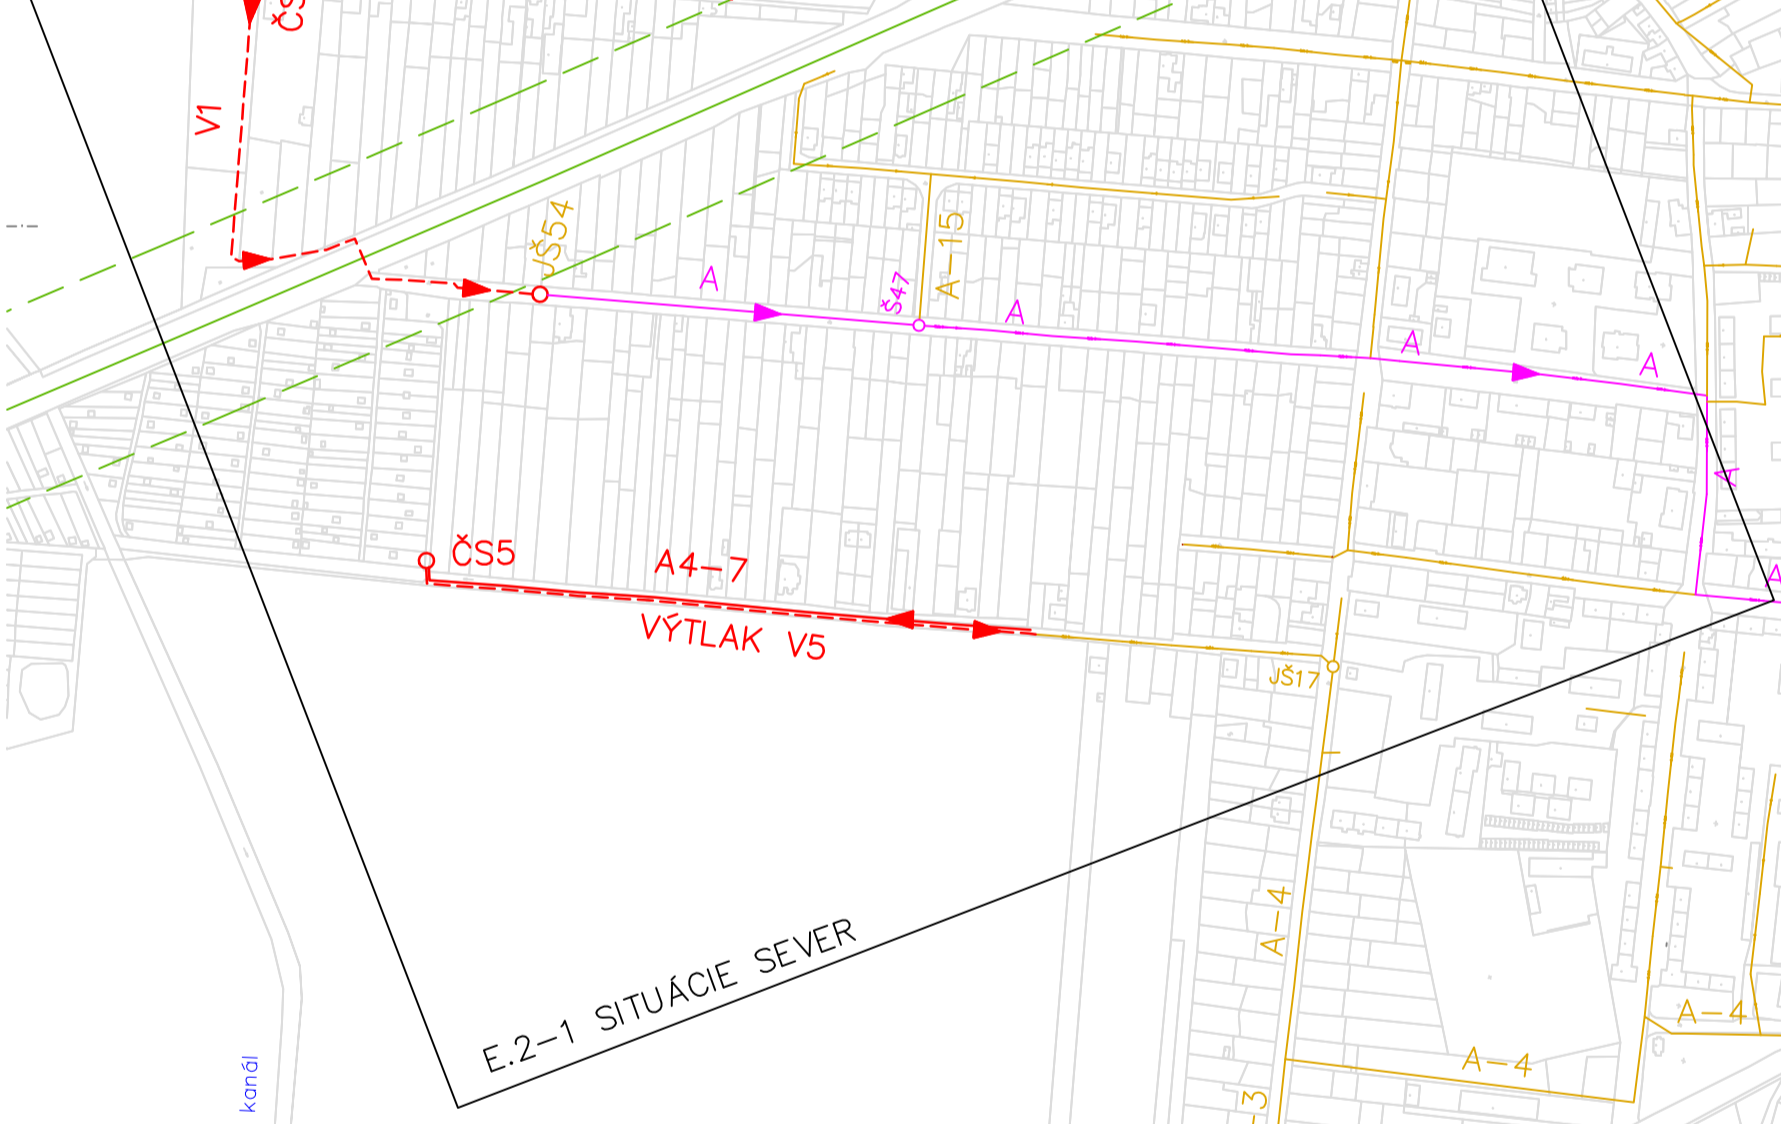 ČS
V1
JŠ54
A
Š47
A-15
A
A
A
A
ČS5
A4-7
VÝTLAK V5
A
JŠ17
A-4
E.2-1 SITUÁCIE SEVER
A-4
A-4
kanál
-3